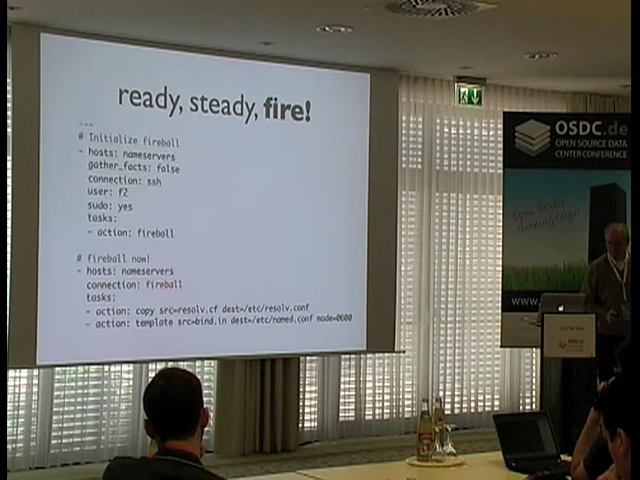 ready, steady, fire!
---
# Initialize fireball
- hosts: nameservers
gather_facts: false
connection: ssh
user: f2
sudo: yes
tasks:
- action: fireball
# fireball now!
- hosts: nameservers
connection: fireball
tasks:
- action: copy src=resolv.cf dest=/etc/resolv.conf
- action: template src=bind.in dest=/etc/named.conf mode=0600
OSDC.de
OPEN SOURCE DATA
CENTER CONFERENCE
www.